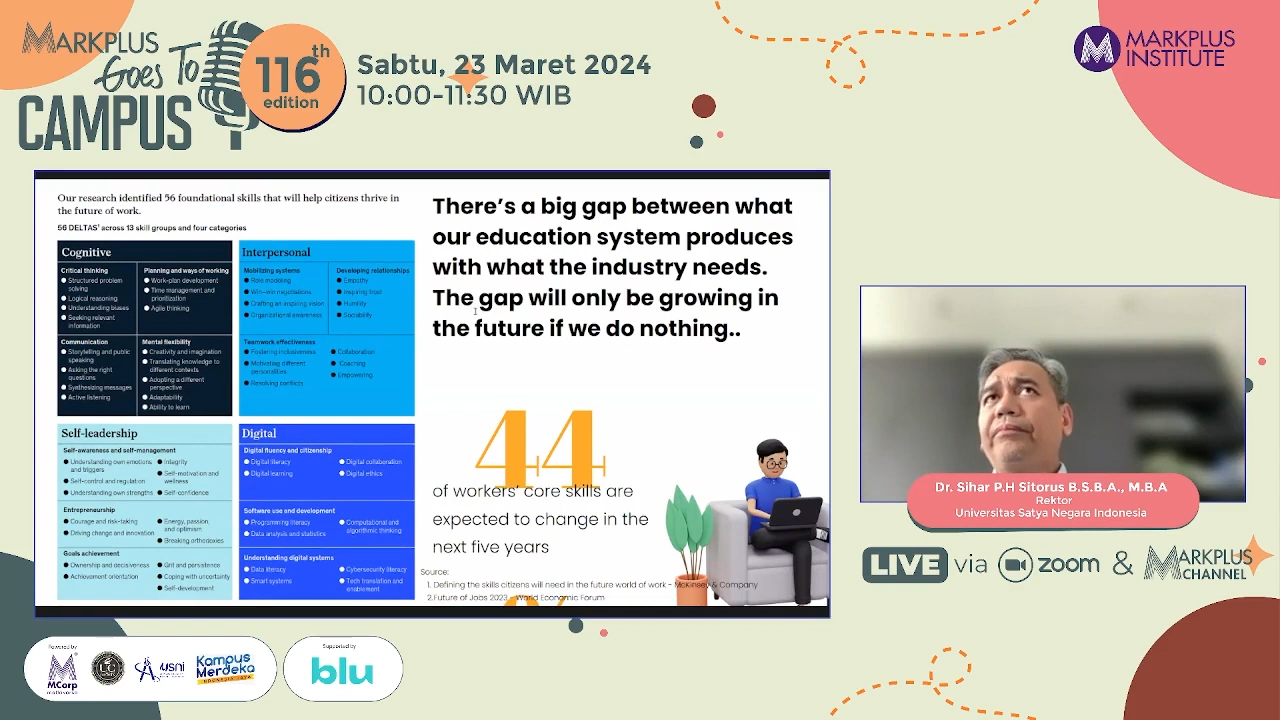 MARKPLUS
Goes To
CAMPUS
116th
edition
Sabtu, 23 Maret 2024
10:00-11:30 WIB
MARKPLUS
INSTITUTE
Our research identified 56 foundational skills that will help citizens thrive in
the future of work.
56 DELTAS¹ across 13 skill groups and four categories
Cognitive
Critical thinking
Structured problem
solving
Logical reasoning
Understanding biases
Seeking relevant
information
Planning and ways of working
Work-plan development
Time management and
prioritization
Agile thinking
Communication
Storytelling and public
speaking
Asking the right
questions
Synthesizing messages
Active listening
Mental flexibility
Creativity and imagination
Translating knowledge to
different contexts
Adopting a different
perspective
Adaptability
Ability to learn
Interpersonal
Mobilizing systems
Role modeling
Win–win negotiations
Crafting an inspiring vision
Organizational awareness
Developing relationships
Empathy
Inspiring trust
Humility
Sociability
Teamwork effectiveness
Fostering inclusiveness
Motivating different
personalities
Resolving conflicts
Collaboration
Coaching
Empowering
Self-leadership
Self-awareness and self-management
Understanding own emotions
and triggers
Self-control and regulation
Understanding own strengths
Integrity
Self-motivation and
wellness
Self-confidence
Entrepreneurship
Courage and risk-taking
Driving change and innovation
Energy, passion,
and optimism
Breaking orthodoxies
Goals achievement
Ownership and decisiveness
Achievement orientation
Grit and persistence
Coping with uncertainty
Self-development
Digital
Digital fluency and citizenship
Digital literacy
Digital learning
Digital collaboration
Digital ethics
Software use and development
Programming literacy
Data analysis and statistics
Computational and
algorithmic thinking
Understanding digital systems
Data literacy
Smart systems
Cybersecurity literacy
Tech translation and
enablement
There's a big gap between what
our education system produces
with what the industry needs.
The gap will only be growing in
the future if we do nothing..
44
of workers' core skills are
expected to change in the
next five years
Source:
1. Defining the skills citizens will need in the future world of work - McKinsey & Company
2.Future of Jobs 2023 - World Economic Forum
Dr. Sihar P.H Sitorus B.S.B.A., M.B.A
Rektor
Universitas Satya Negara Indonesia
LIVE via zoom & MARKPLUS
CHANNEL
Powered by
MCorp
usni
Kampus
Merdeka
INDONESIA JAYA
Supported by
blu